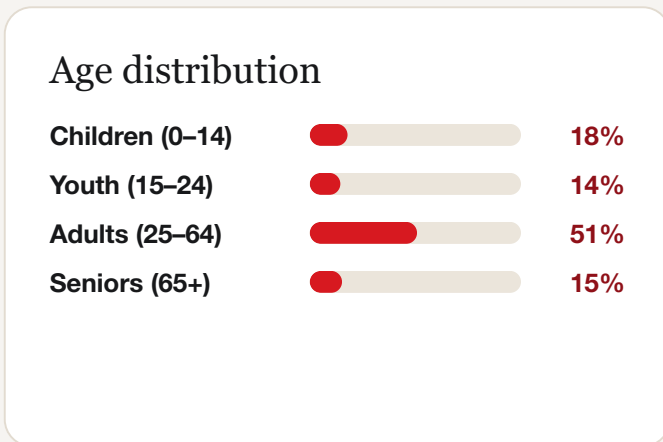 Age distribution
Children (0–14) 18%
Youth (15–24) 14%
Adults (25–64) 51%
Seniors (65+) 15%